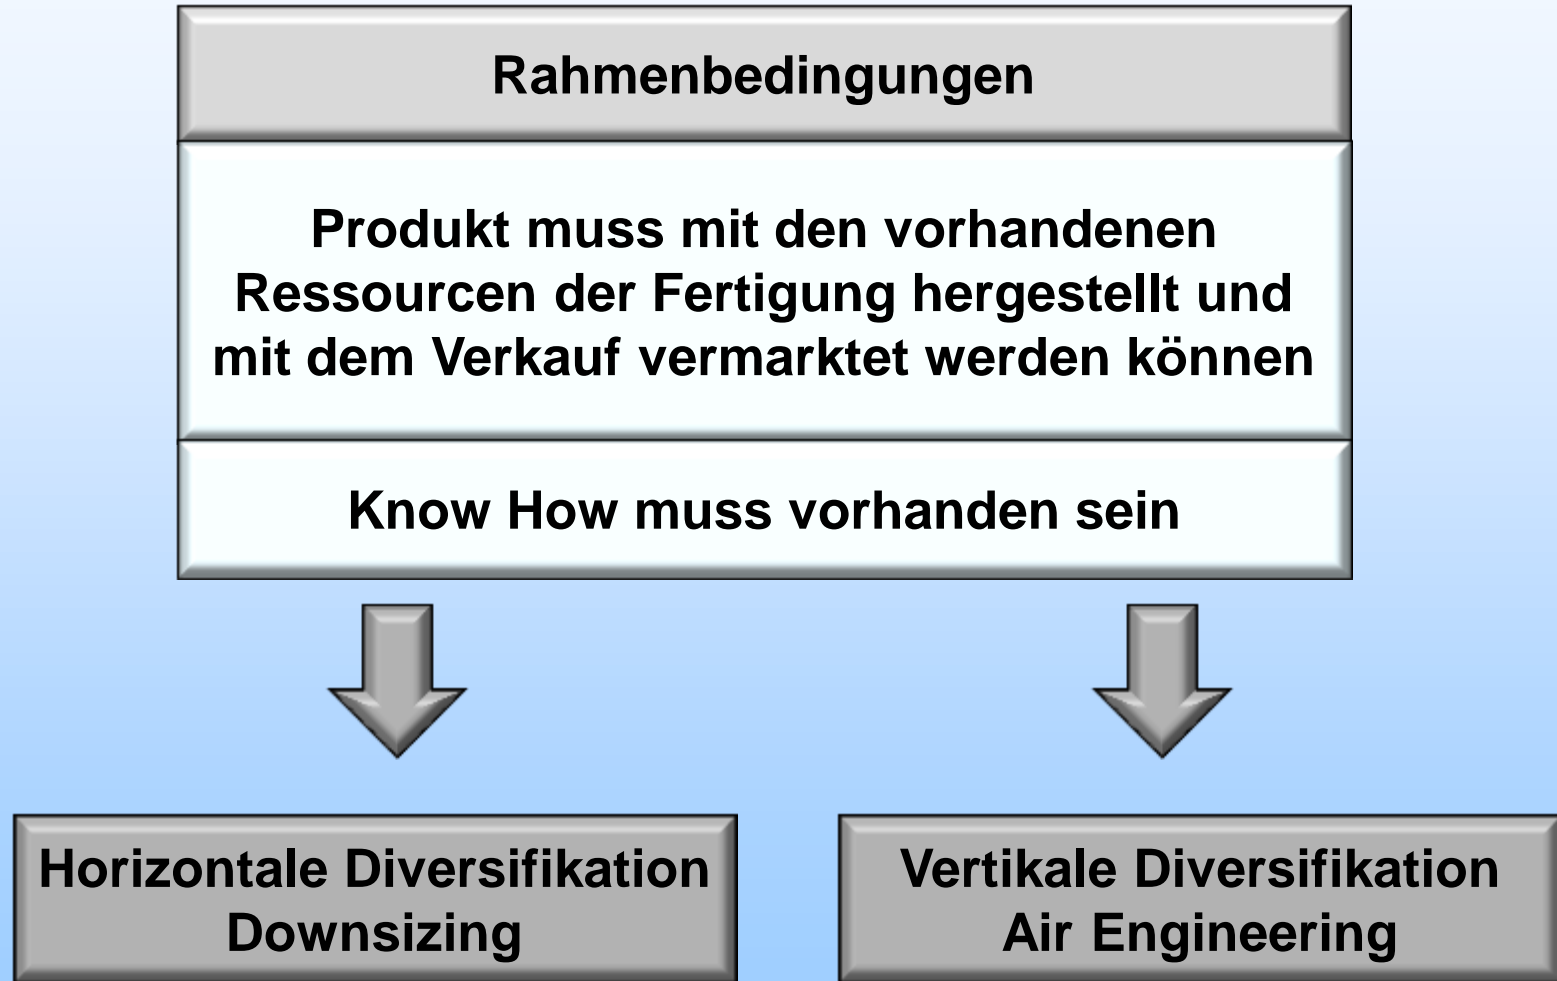 Rahmenbedingungen
Produkt muss mit den vorhandenen
Ressourcen der Fertigung hergestellt und
mit dem Verkauf vermarktet werden können
Know How muss vorhanden sein
Horizontale Diversifikation
Downsizing
Vertikale Diversifikation
Air Engineering